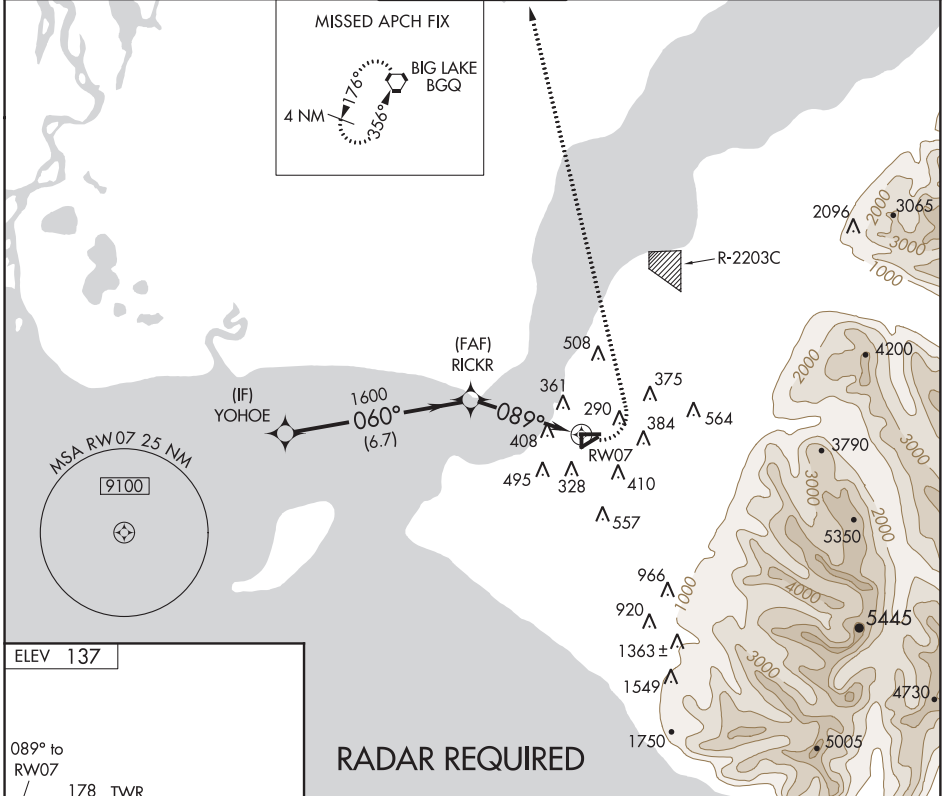 MISSED APCH FIX
BIG LAKE
BGQ
176°
4 NM
356°
2096
2000
3065
3000
1000
R-2203C
2000
4200
508
(FAF)
RICKR
361
375
(IF)
YOHOE
1600
060°
(6.7)
089°
290
564
408
384
RW07
3000
3790
MSA RW 07 25 NM
9100
495
328
410
3000
2000
557
5350
966
1000
4000
920
5445
1363 ±
3000
1549
4730
ELEV 137
1750
5005
RADAR REQUIRED
089° to
RW07
178 TWR